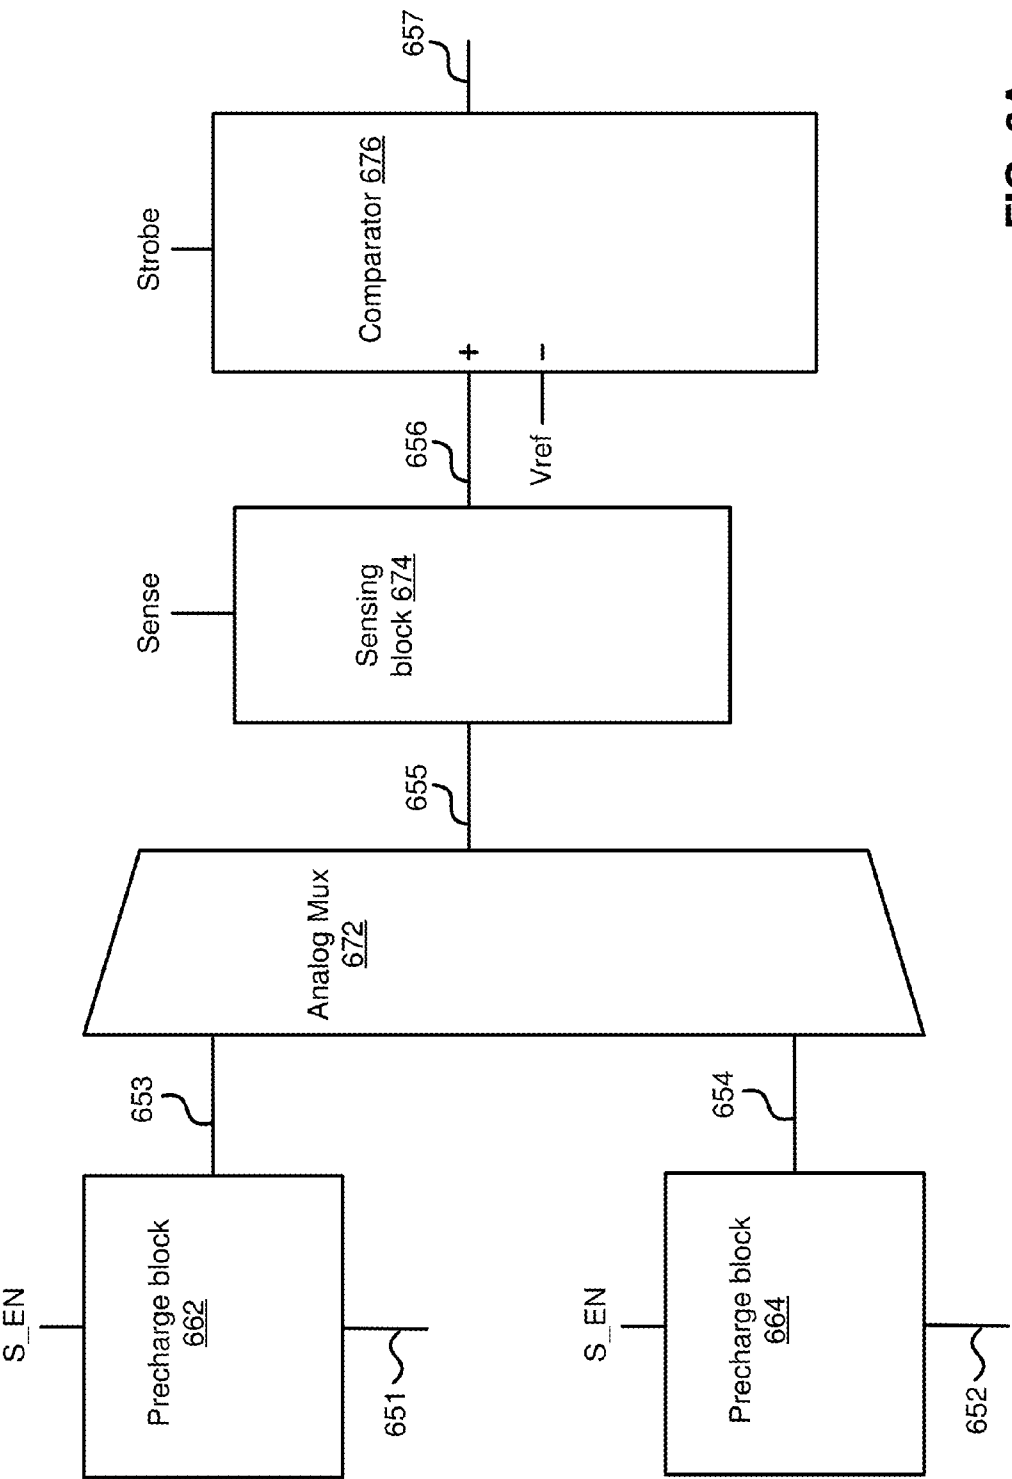 S_EN
Precharge block
662
651
653
S_EN
Precharge block
664
652
654
Analog Mux
672
655
Sense
Sensing
block 674
656
Vref
Strobe
Comparator 676
+
−
657